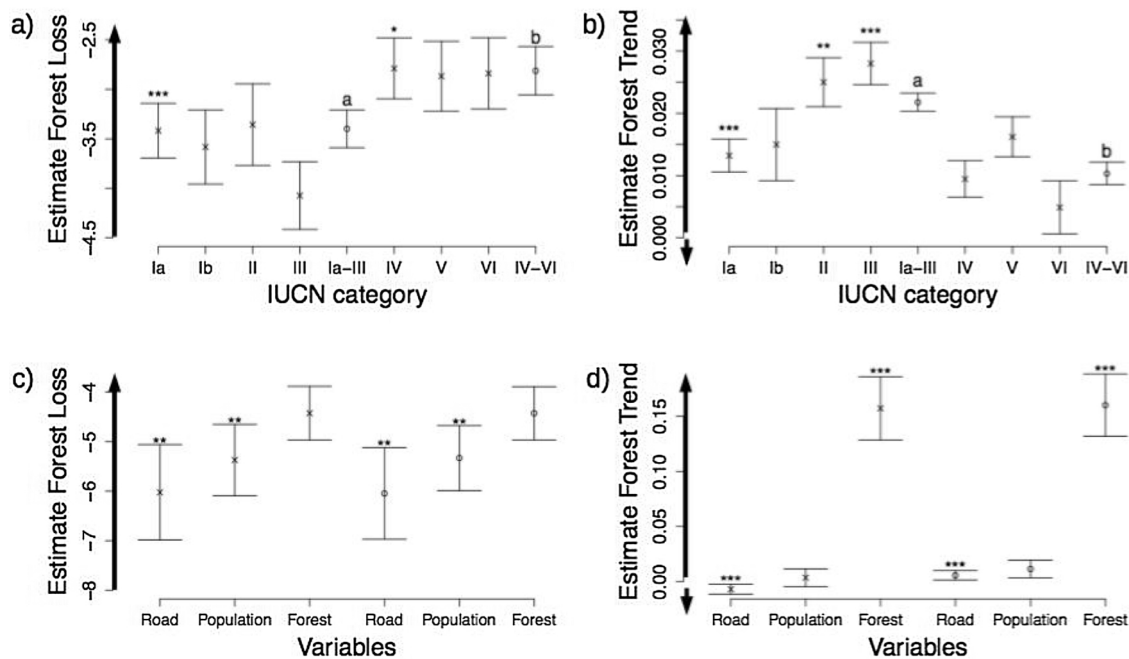 a)
Estimate Forest Loss
−2.5
−3.5
−4.5
***
*
a
b
Ia Ib II III Ia−III IV V VI IV−VI
IUCN category
b)
Estimate Forest Trend
0.030
0.020
0.010
0.000
***
**
***
a
b
Ia Ib II III Ia−III IV V VI IV−VI
IUCN category
c)
Estimate Forest Loss
−4
−5
−6
−7
−8
**
**
**
**
Road Population Forest Road Population Forest
Variables
d)
Estimate Forest Trend
0.15
0.10
0.05
0.00
***
***
***
***
Road Population Forest Road Population Forest
Variables